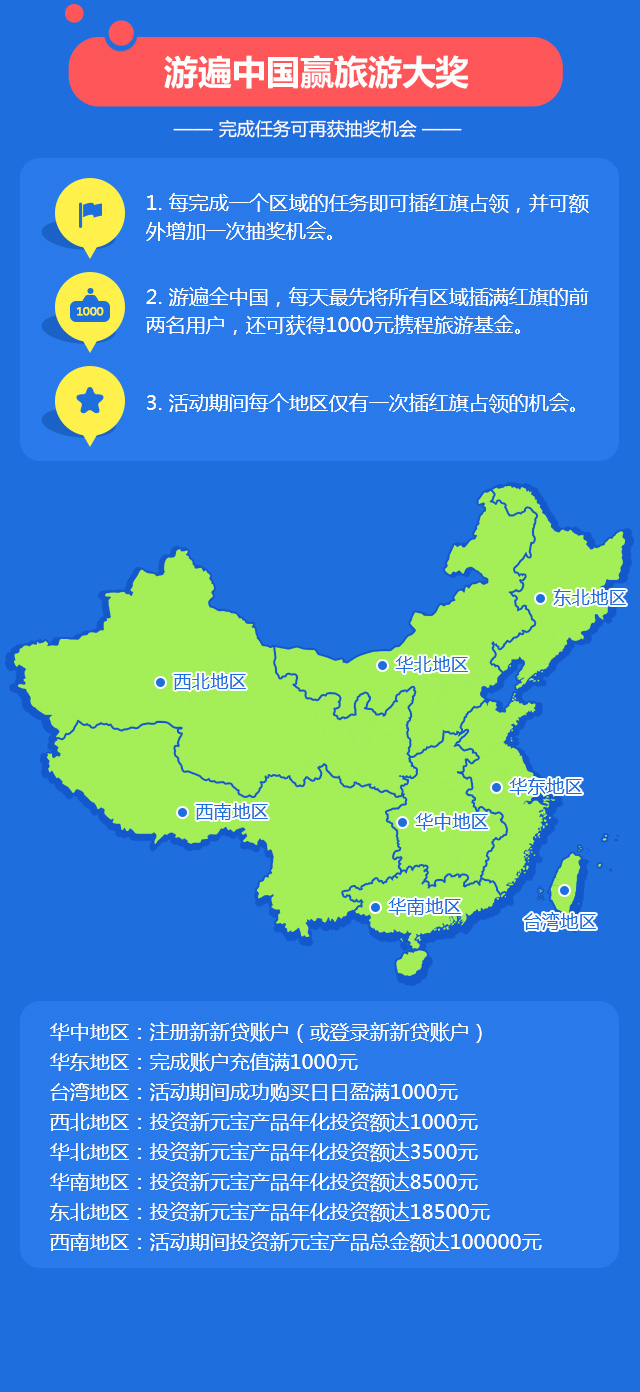 游遍中国赢旅游大奖
—— 完成任务可再获抽奖机会 ——
1. 每完成一个区域的任务即可插红旗占领，并可额
外增加一次抽奖机会。
1000
2. 游遍全中国，每天最先将所有区域插满红旗的前
两名用户，还可获得1000元携程旅游基金。
3. 活动期间每个地区仅有一次插红旗占领的机会。
东北地区
华北地区
西北地区
华东地区
西南地区
华中地区
华南地区
台湾地区
华中地区：注册新新贷账户（或登录新新贷账户）
华东地区：完成账户充值满1000元
台湾地区：活动期间成功购买日日盈满1000元
西北地区：投资新元宝产品年化投资额达1000元
华北地区：投资新元宝产品年化投资额达3500元
华南地区：投资新元宝产品年化投资额达8500元
东北地区：投资新元宝产品年化投资额达18500元
西南地区：活动期间投资新元宝产品总金额达100000元